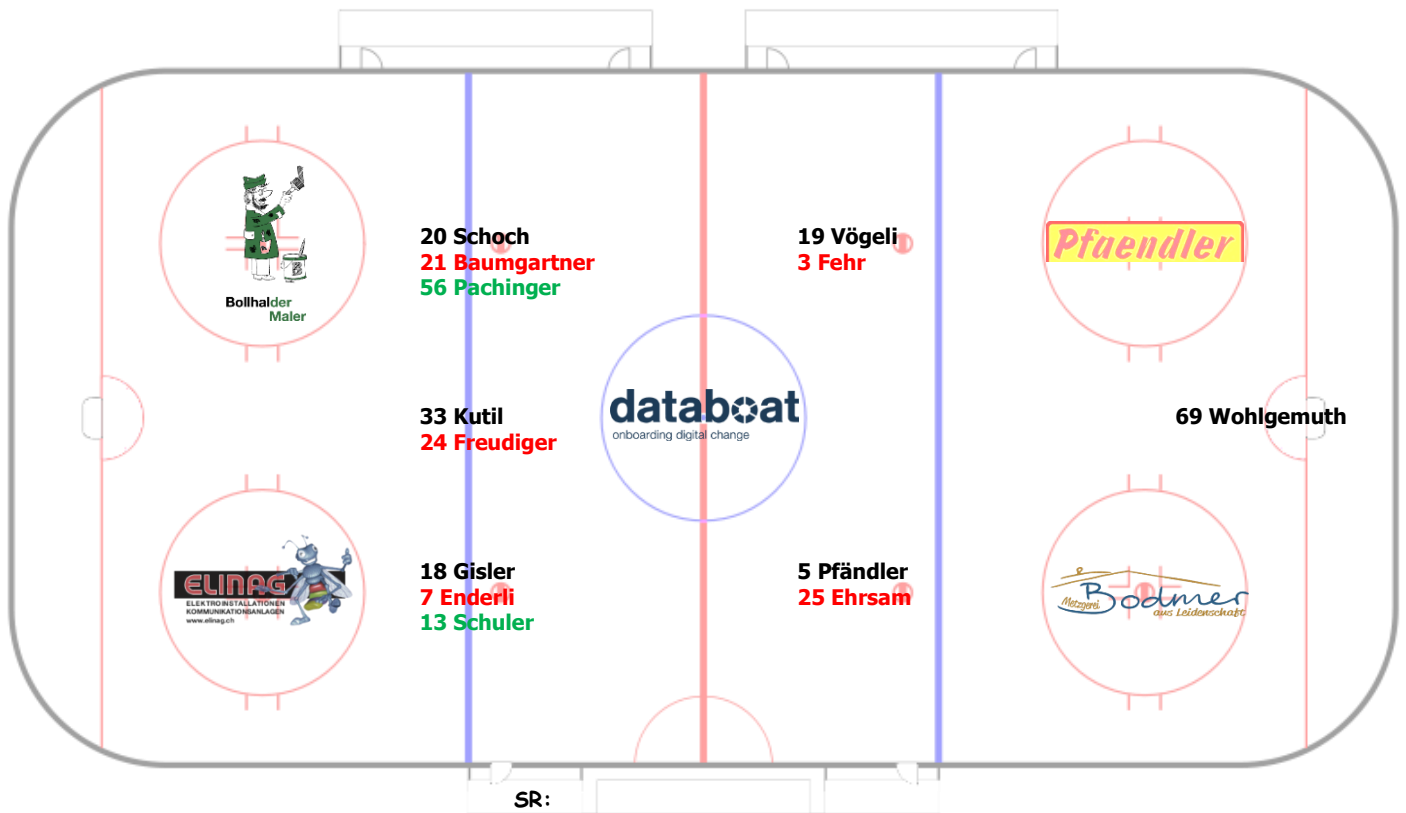 20 Schoch
21 Baumgartner
56 Pachinger
19 Vögeli
3 Fehr
Pfaendler
Bollhalder
Maler
33 Kutil
24 Freudiger
databoat
onboarding digital change
69 Wohlgemuth
18 Gisler
7 Enderli
13 Schuler
5 Pfändler
25 Ehrsam
ELINAG
ELEKTROINSTALLATIONEN
KOMMUNIKATIONSANLAGEN
www.elinag.ch
Metzgerei Bodmer
aus Leidenschaft
SR: